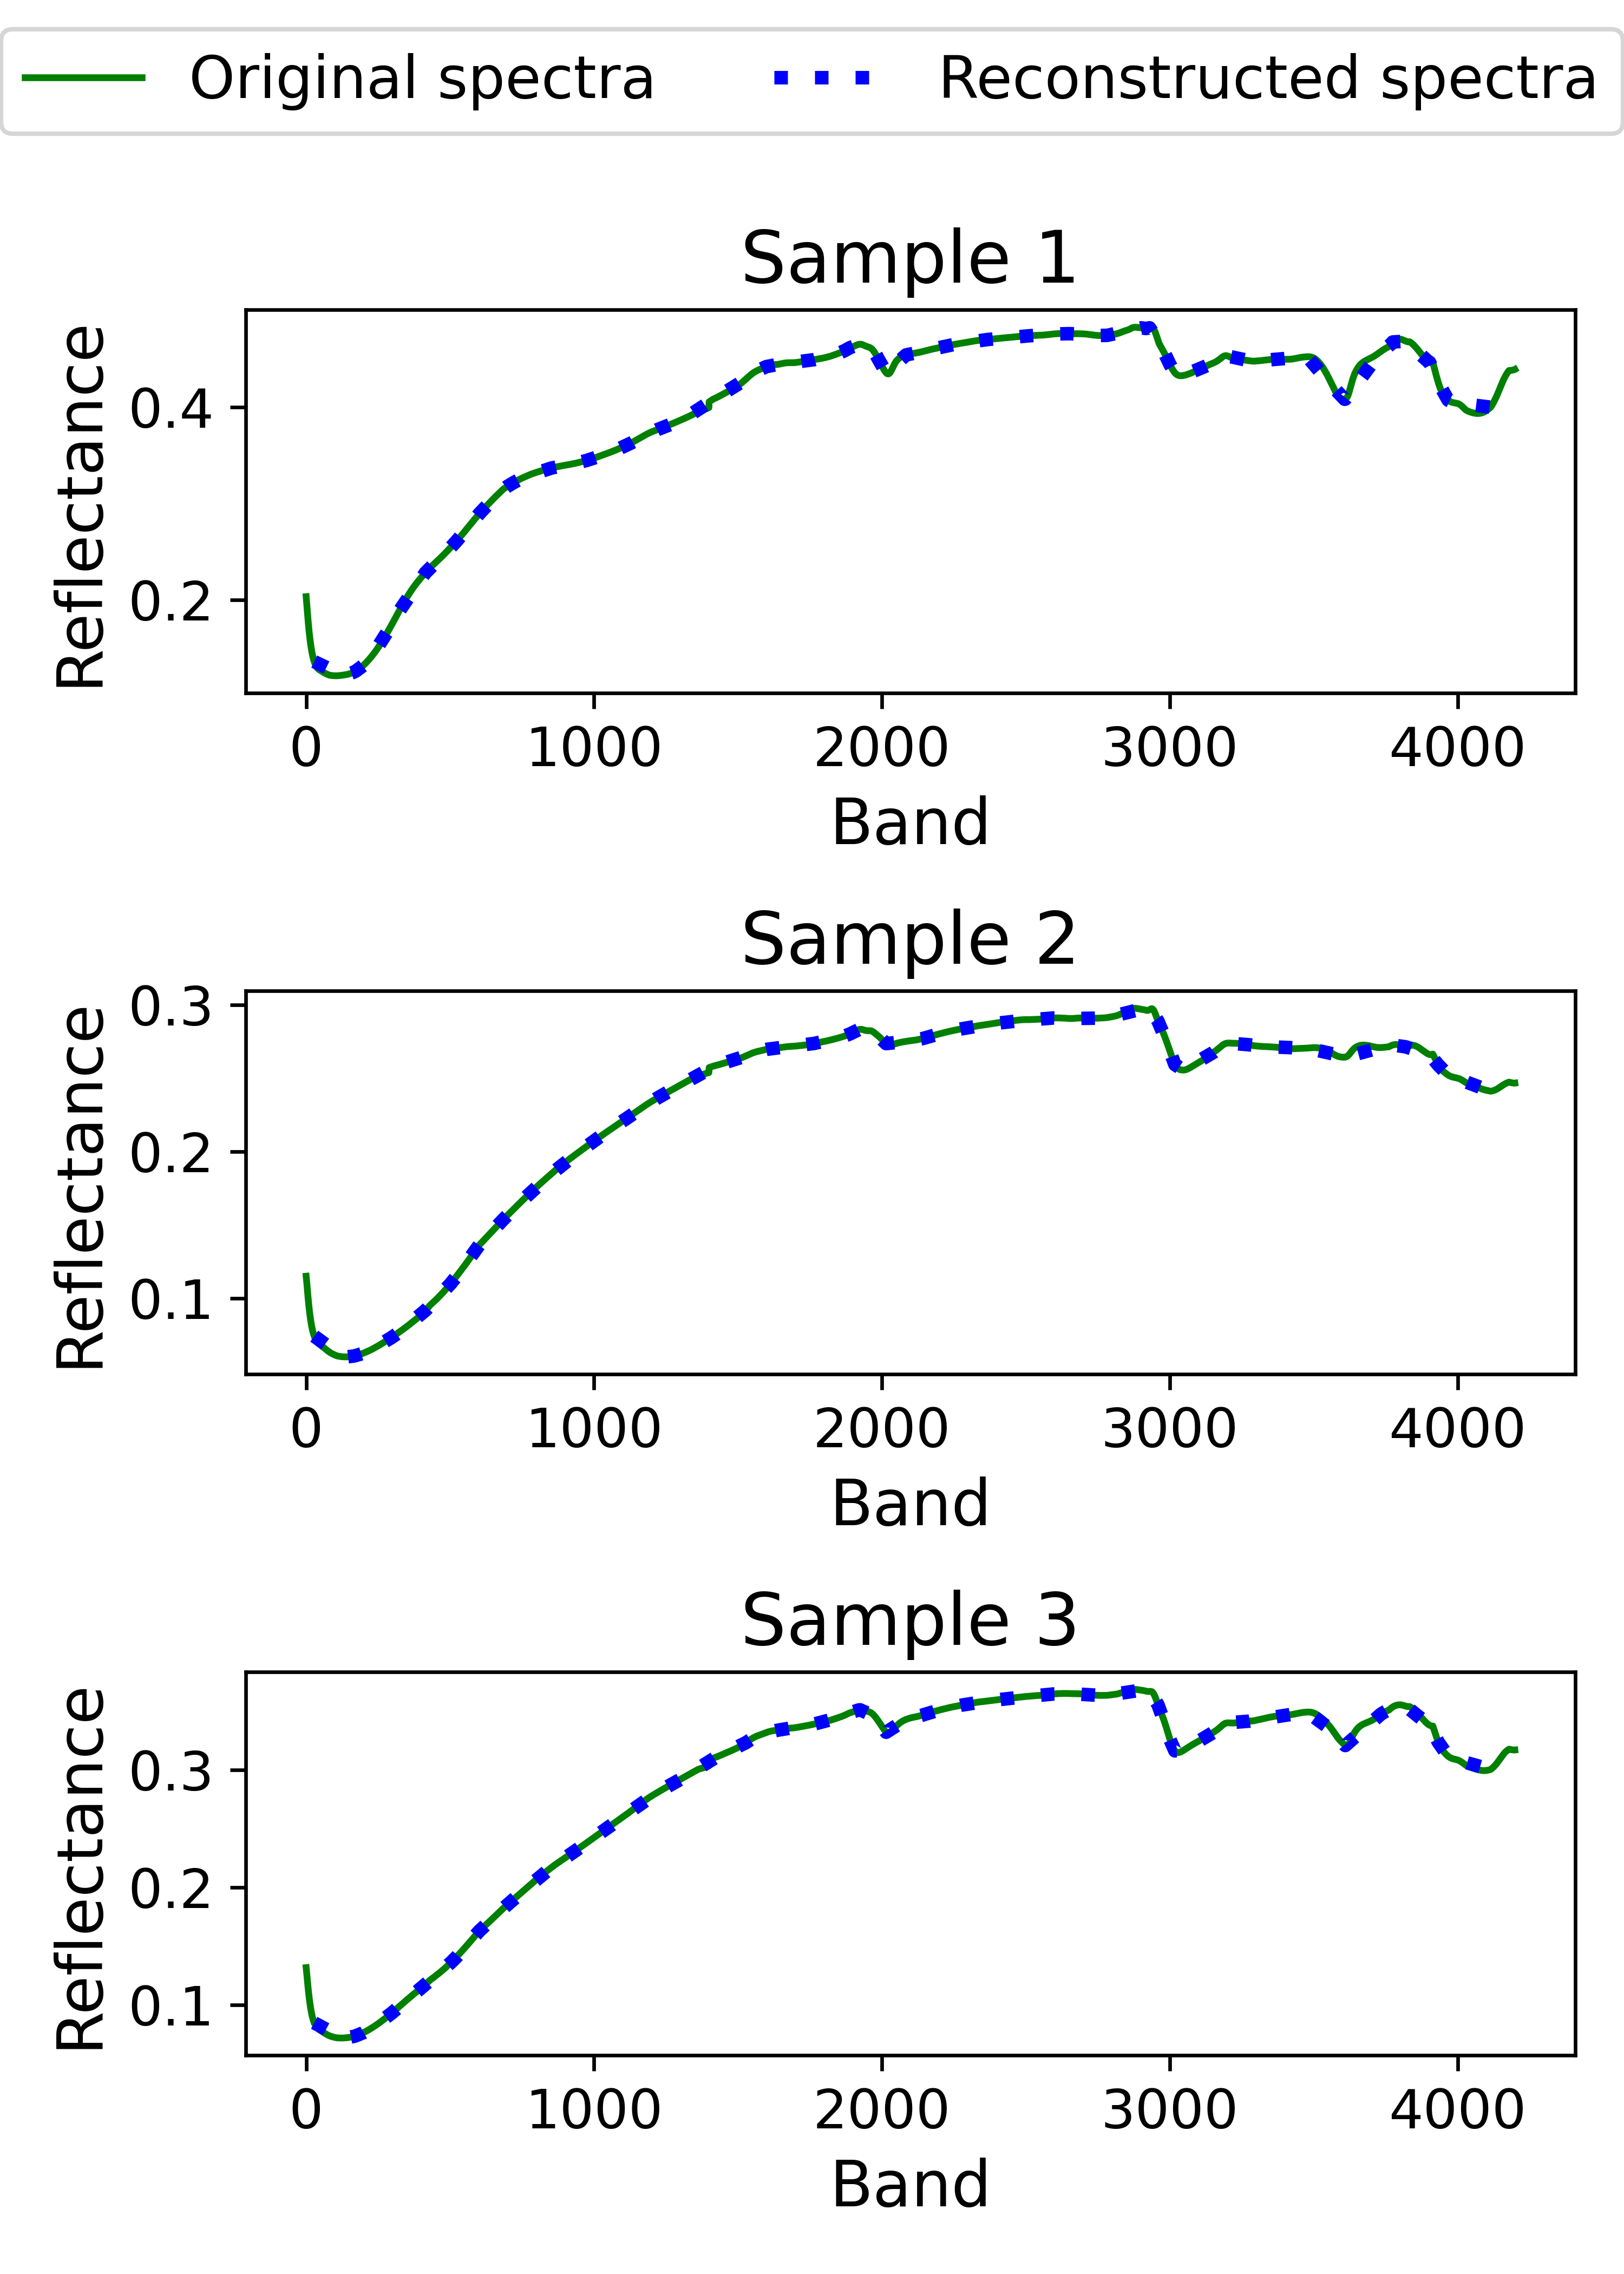 Original spectra Reconstructed spectra
Sample 1
Reflectance
0.4
0.2
0 1000 2000 3000 4000
Band
Sample 2
Reflectance
0.3
0.2
0.1
0 1000 2000 3000 4000
Band
Sample 3
Reflectance
0.3
0.2
0.1
0 1000 2000 3000 4000
Band